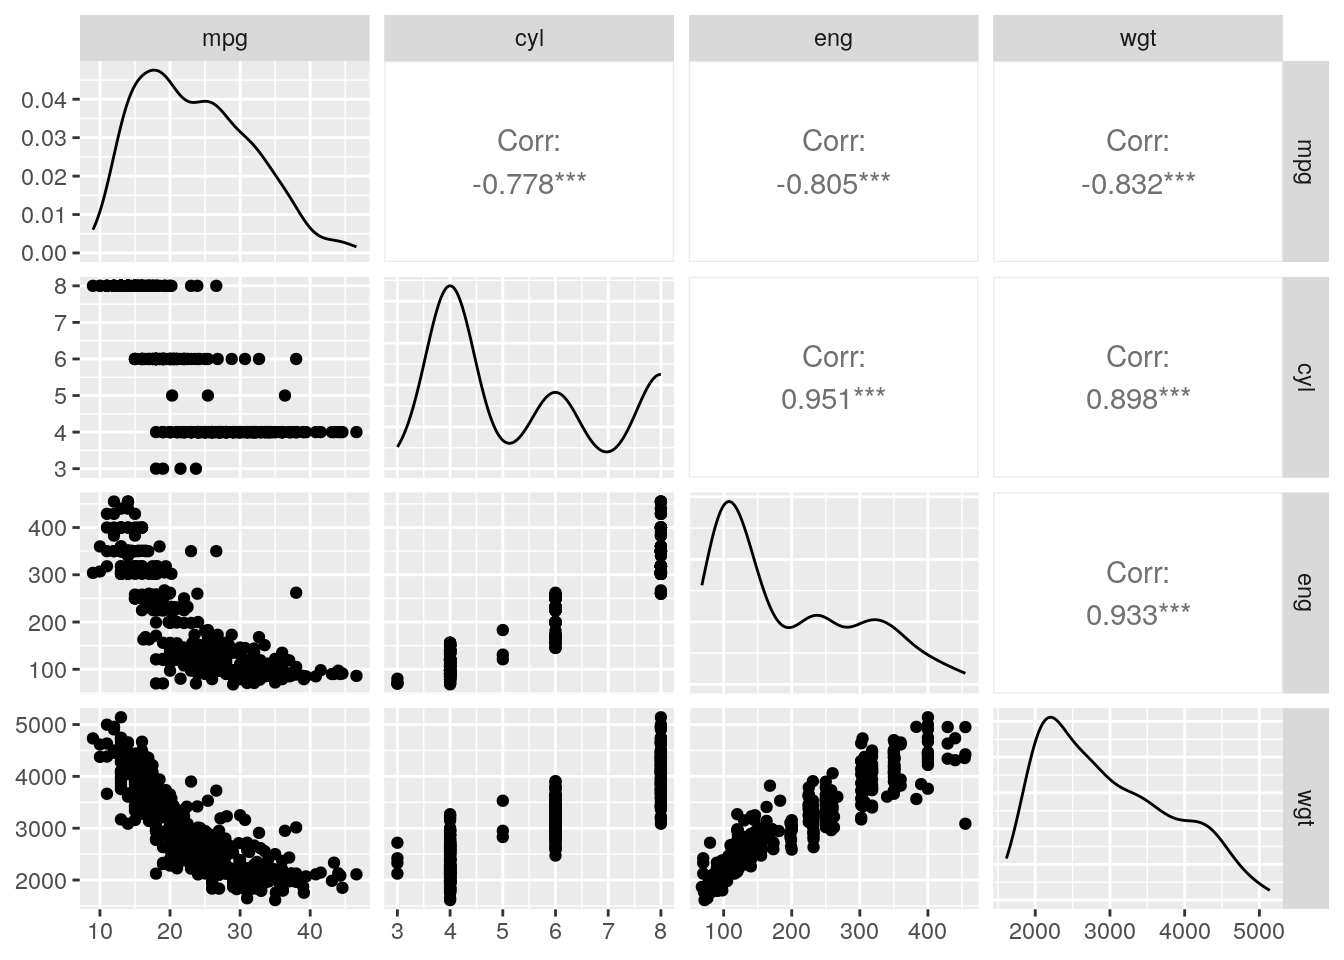 mpg cyl eng wgt
0.04
0.03
0.02
0.01
0.00
Corr:
-0.778***
Corr:
-0.805***
Corr:
-0.832***
mpg
8
7
6
5
4
3
Corr:
0.951***
Corr:
0.898***
cyl
400
300
200
100
Corr:
0.933***
eng
5000
4000
3000
2000
wgt
10 20 30 40 3 4 5 6 7 8 100 200 300 400 2000 3000 4000 5000